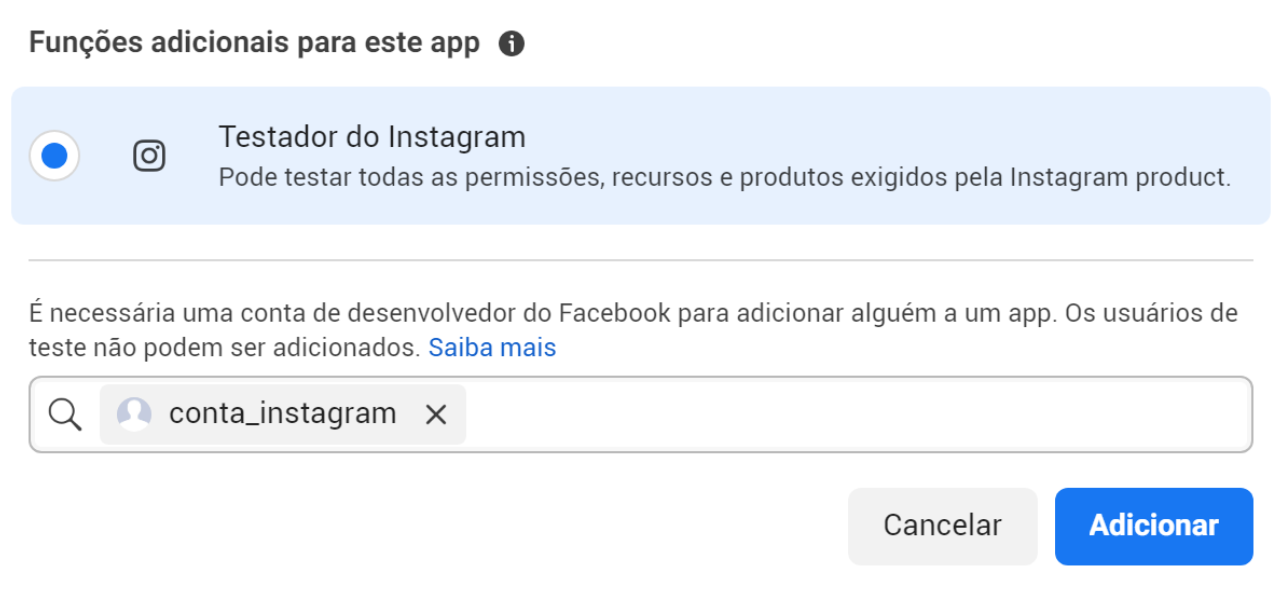 Funções adicionais para este app
Testador do Instagram
Pode testar todas as permissões, recursos e produtos exigidos pela Instagram product.
É necessária uma conta de desenvolvedor do Facebook para adicionar alguém a um app. Os usuários de
teste não podem ser adicionados. Saiba mais
conta_instagram
Cancelar
Adicionar